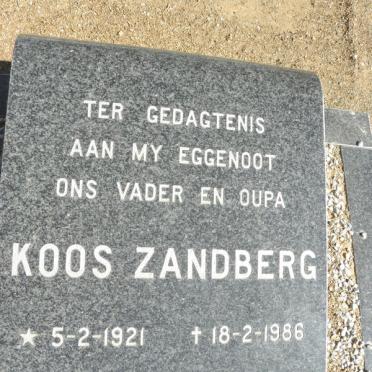 TER GEDAGTENIS
AAN MY EGGENOOT
ONS VADER EN OUPA
KOOS ZANDBERG
★ 5-2-1921 ✝ 18-2-1986